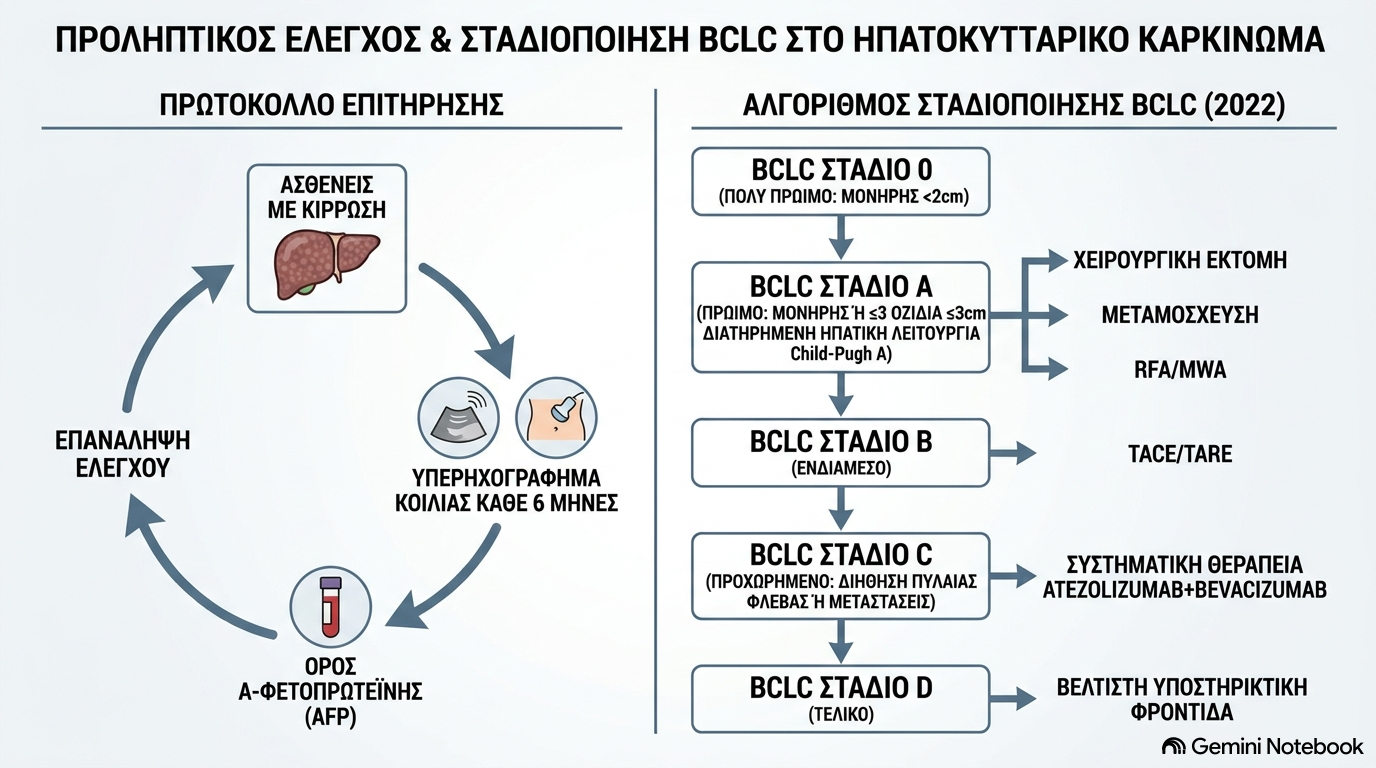 ΠΡΟΛΗΠΤΙΚΟΣ ΕΛΕΓΧΟΣ & ΣΤΑΔΙΟΠΟΙΗΣΗ BCLC ΣΤΟ ΗΠΑΤΟΚΥΤΤΑΡΙΚΟ ΚΑΡΚΙΝΩΜΑ
ΠΡΩΤΟΚΟΛΛΟ ΕΠΙΤΗΡΗΣΗΣ
ΑΣΘΕΝΕΙΣ
ΜΕ ΚΙΡΡΩΣΗ
ΥΠΕΡΗΧΟΓΡΑΦΗΜΑ
ΚΟΙΛΙΑΣ ΚΑΘΕ 6 ΜΗΝΕΣ
ΟΡΟΣ
Α-ΦΕΤΟΠΡΩΤΕΪΝΗΣ
(AFP)
ΕΠΑΝΑΛΗΨΗ
ΕΛΕΓΧΟΥ
ΑΛΓΟΡΙΘΜΟΣ ΣΤΑΔΙΟΠΟΙΗΣΗΣ BCLC (2022)
BCLC ΣΤΑΔΙΟ 0
(ΠΟΛΥ ΠΡΩΙΜΟ: ΜΟΝΗΡΗΣ <2cm)
BCLC ΣΤΑΔΙΟ A
(ΠΡΩΙΜΟ: ΜΟΝΗΡΗΣ Ή ≤3 ΟΖΙΔΙΑ ≤3cm
ΔΙΑΤΗΡΗΜΕΝΗ ΗΠΑΤΙΚΗ ΛΕΙΤΟΥΡΓΙΑ
Child-Pugh A)
ΧΕΙΡΟΥΡΓΙΚΗ ΕΚΤΟΜΗ
ΜΕΤΑΜΟΣΧΕΥΣΗ
RFA/MWA
BCLC ΣΤΑΔΙΟ B
(ΕΝΔΙΑΜΕΣΟ)
TACE/TARE
BCLC ΣΤΑΔΙΟ C
(ΠΡΟΧΩΡΗΜΕΝΟ: ΔΙΗΘΗΣΗ ΠΥΛΑΙΑΣ
ΦΛΕΒΑΣ Ή ΜΕΤΑΣΤΑΣΕΙΣ)
ΣΥΣΤΗΜΑΤΙΚΗ ΘΕΡΑΠΕΙΑ
ATEZOLIZUMAB+BEVACIZUMAB
BCLC ΣΤΑΔΙΟ D
(ΤΕΛΙΚΟ)
ΒΕΛΤΙΣΤΗ ΥΠΟΣΤΗΡΙΚΤΙΚΗ
ΦΡΟΝΤΙΔΑ
Gemini Notebook